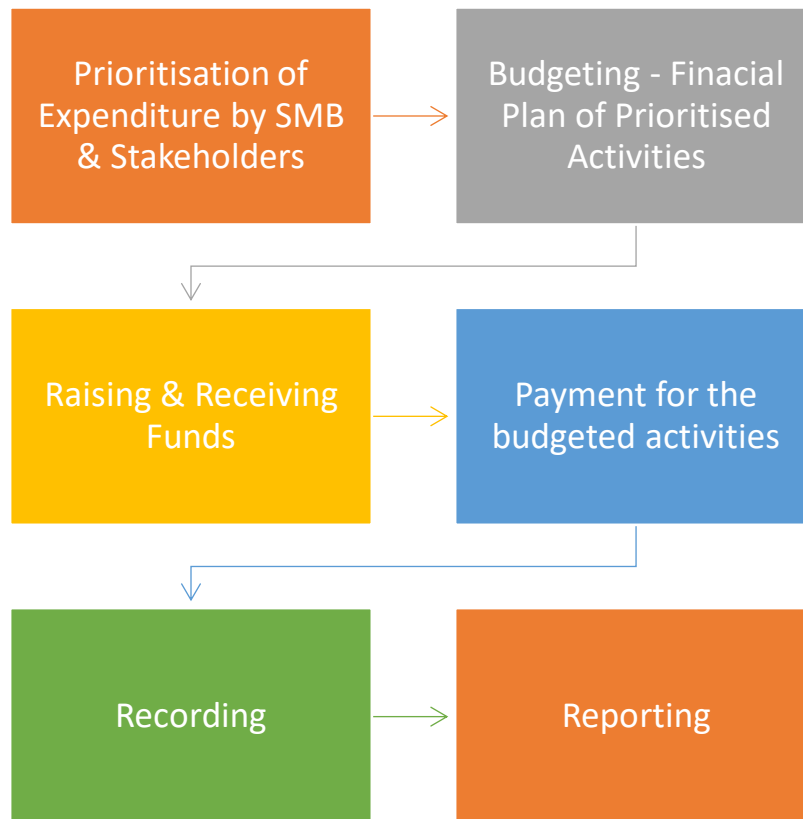 Prioritisation of
Expenditure by SMB
& Stakeholders
Budgeting - Finacial
Plan of Prioritised
Activities
Raising & Receiving
Funds
Payment for the
budgeted activities
Recording
Reporting